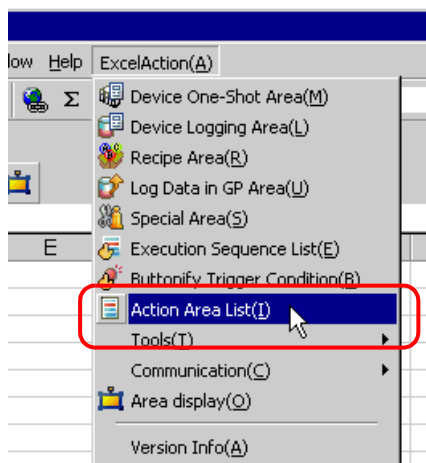 low Help ExcelAction(A)
Σ
Device One-Shot Area(M)
Device Logging Area(L)
Recipe Area(R)
Log Data in GP Area(U)
Special Area(S)
E
Execution Sequence List(E)
Buttonify Trigger Condition(B)
Action Area List(I)
Tools(T)
Communication(C)
Area display(O)
Version Info(A)